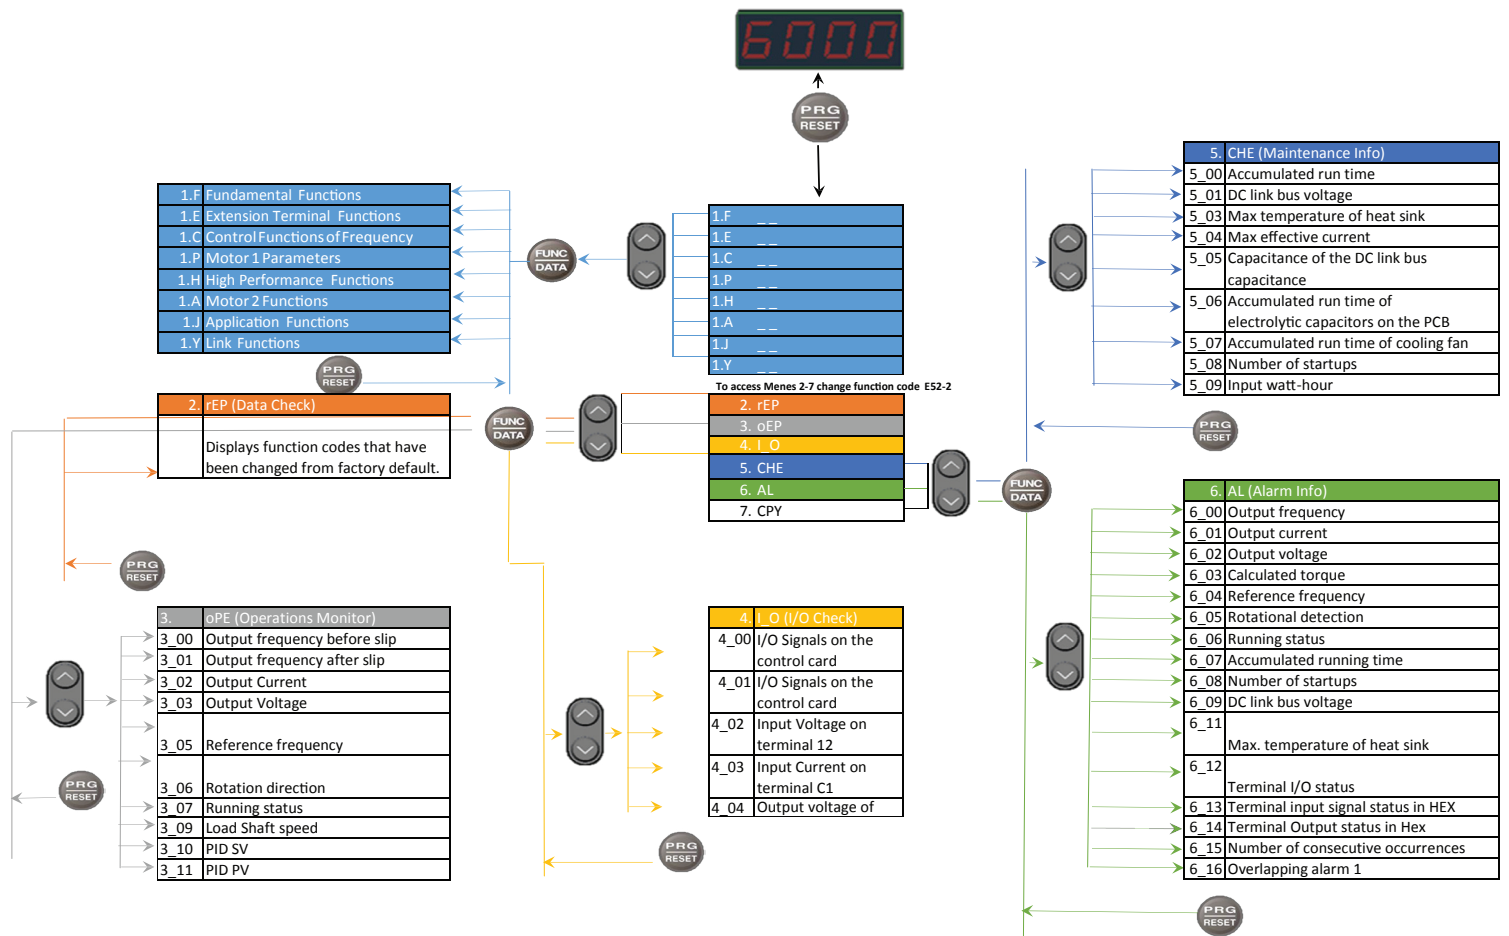 6000
PRG
RESET
1.F Fundamental Functions
1.E Extension Terminal Functions
1.C Control Functions of Frequency
1.P Motor 1 Parameters
1.H High Performance Functions
1.A Motor 2 Functions
1.J Application Functions
1.Y Link Functions
PRG
RESET
FUNC
DATA
1.F _ _
1.E _ _
1.C _ _
1.P _ _
1.H _ _
1.A _ _
1.J _ _
1.Y _ _
To access Menes 2-7 change function code E52-2
2. rEP
3. oEP
4. I_O
5. CHE
6. AL
7. CPY
FUNC
DATA
FUNC
DATA
2. rEP (Data Check)
Displays function codes that have
been changed from factory default.
PRG
RESET
3. oPE (Operations Monitor)
3_00 Output frequency before slip
3_01 Output frequency after slip
3_02 Output Current
3_03 Output Voltage
3_05 Reference frequency
3_06 Rotation direction
3_07 Running status
3_09 Load Shaft speed
3_10 PID SV
3_11 PID PV
PRG
RESET
4. I_O (I/O Check)
4_00 I/O Signals on the
control card
4_01 I/O Signals on the
control card
4_02 Input Voltage on
terminal 12
4_03 Input Current on
terminal C1
4_04 Output voltage of
PRG
RESET
5. CHE (Maintenance Info)
5_00 Accumulated run time
5_01 DC link bus voltage
5_03 Max temperature of heat sink
5_04 Max effective current
5_05 Capacitance of the DC link bus
capacitance
5_06 Accumulated run time of
electrolytic capacitors on the PCB
5_07 Accumulated run time of cooling fan
5_08 Number of startups
5_09 Input watt-hour
PRG
RESET
6. AL (Alarm Info)
6_00 Output frequency
6_01 Output current
6_02 Output voltage
6_03 Calculated torque
6_04 Reference frequency
6_05 Rotational detection
6_06 Running status
6_07 Accumulated running time
6_08 Number of startups
6_09 DC link bus voltage
6_11 Max. temperature of heat sink
6_12 Terminal I/O status
6_13 Terminal input signal status in HEX
6_14 Terminal Output status in Hex
6_15 Number of consecutive occurrences
6_16 Overlapping alarm 1
PRG
RESET